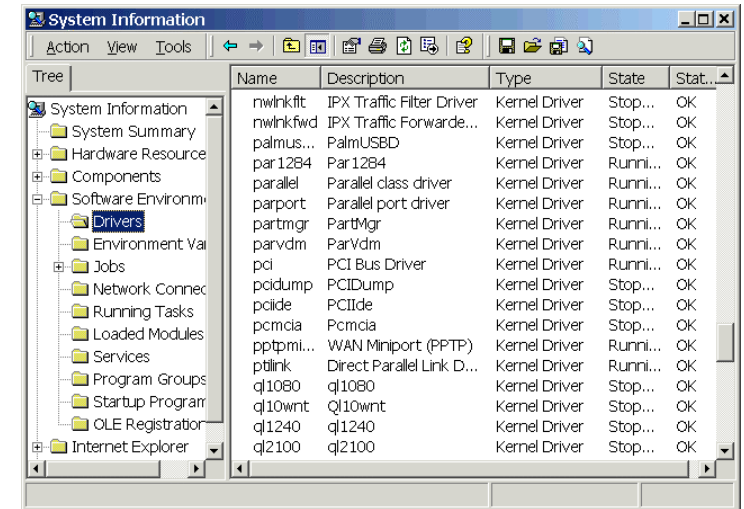 System Information
Action View Tools
Tree
System Information
System Summary
Hardware Resource
Components
Software Environm
Drivers
Environment Var
Jobs
Network Connec
Running Tasks
Loaded Modules
Services
Program Groups
Startup Program
OLE Registration
Internet Explorer
Name Description Type State Stat...
nwlnkflt IPX Traffic Filter Driver Kernel Driver Stop... OK
nwlnkfwd IPX Traffic Forwarde... Kernel Driver Stop... OK
palmus... PalmUSBD Kernel Driver Stop... OK
par1284 Par1284 Kernel Driver Runni... OK
parallel Parallel class driver Kernel Driver Runni... OK
parport Parallel port driver Kernel Driver Runni... OK
partmgr PartMgr Kernel Driver Runni... OK
parvdm ParVdm Kernel Driver Runni... OK
pci PCI Bus Driver Kernel Driver Runni... OK
pcidump PCIDump Kernel Driver Stop... OK
pciide PCIIde Kernel Driver Stop... OK
pcmcia Pcmcia Kernel Driver Stop... OK
pptpmi... WAN Miniport (PPTP) Kernel Driver Runni... OK
ptilink Direct Parallel Link D... Kernel Driver Runni... OK
ql1080 ql1080 Kernel Driver Stop... OK
ql10wnt Ql10wnt Kernel Driver Stop... OK
ql1240 ql1240 Kernel Driver Stop... OK
ql2100 ql2100 Kernel Driver Stop... OK